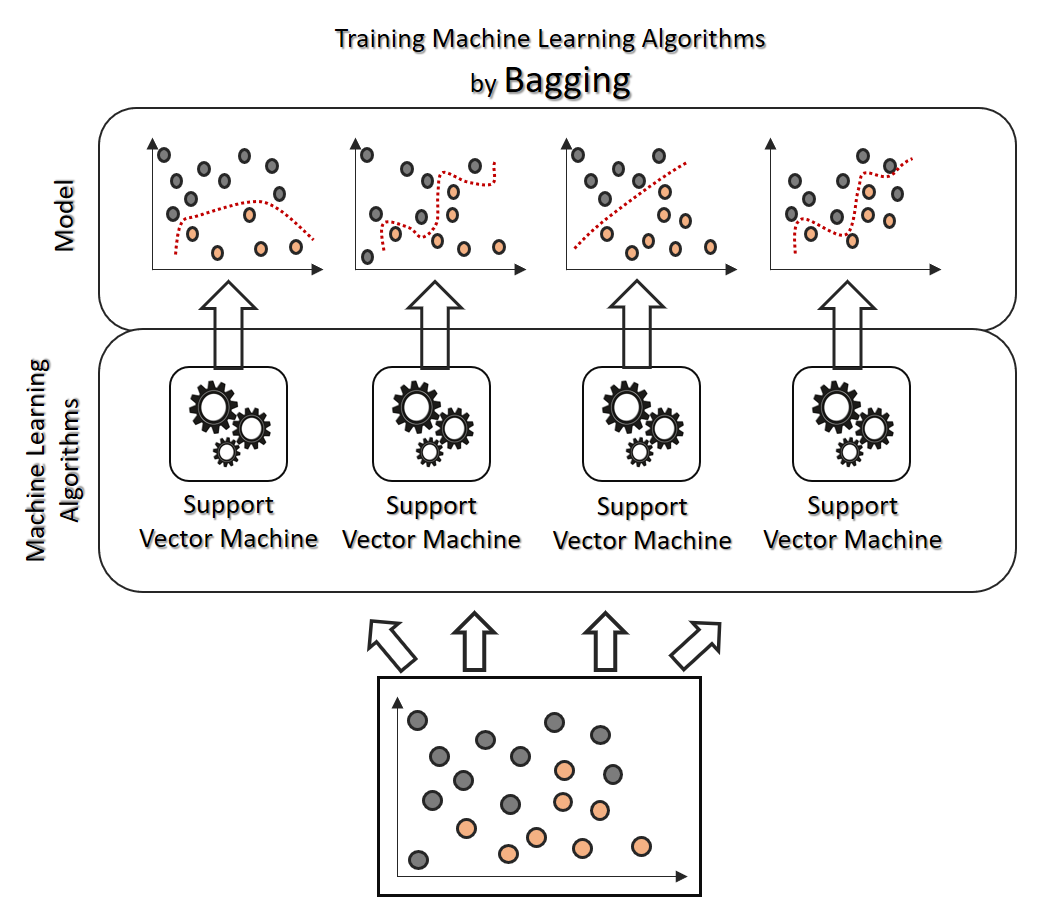 Training Machine Learning Algorithms
by Bagging
Model
Machine Learning
Algorithms
Support
Vector Machine
Support
Vector Machine
Support
Vector Machine
Support
Vector Machine